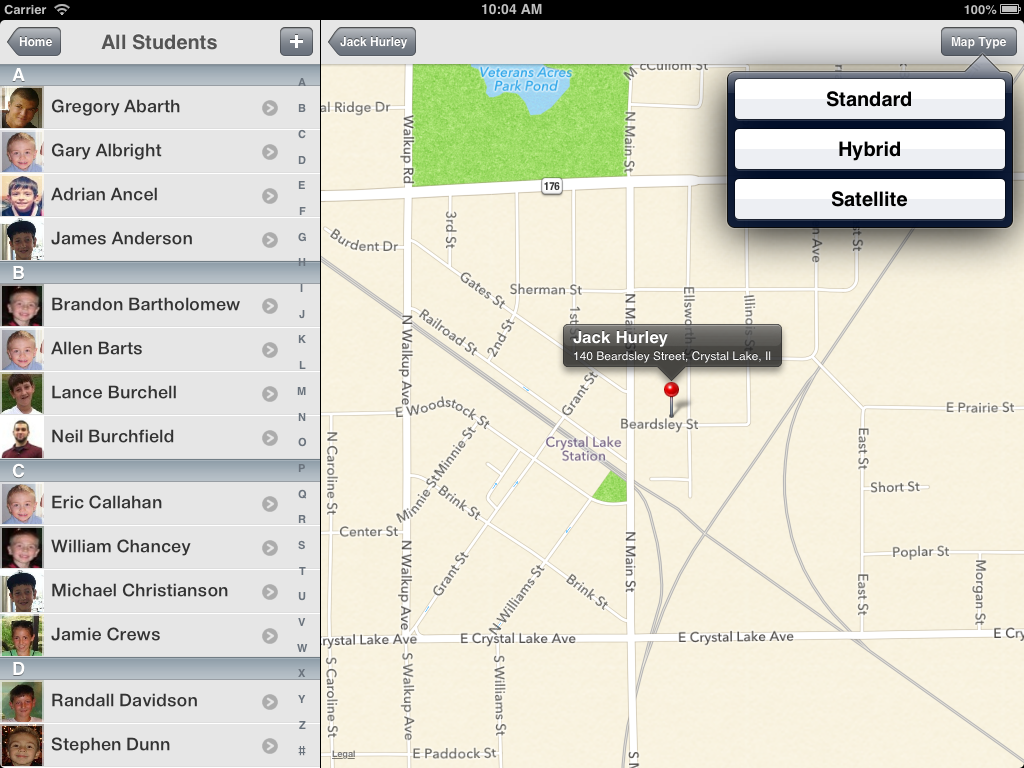 Carrier
10:04 AM
100%
Home
All Students
+
A
Gregory Abarth
Gary Albright
Adrian Ancel
James Anderson
B
Brandon Bartholomew
Allen Barts
Lance Burchell
Neil Burchfield
C
Eric Callahan
William Chancey
Michael Christianson
Jamie Crews
D
Randall Davidson
Stephen Dunn
A
B
C
D
E
F
G
H
I
J
K
L
M
N
O
P
Q
R
S
T
U
V
W
X
Y
Z
#
Jack Hurley
Map Type
Standard
Hybrid
Satellite
Veterans Acres
Park Pond
McCullom St
al Ridge Dr
Walkup Rd
N Main St
176
3rd St
Burdent Dr
Gates St
Sherman St
Ellsworth
Illinois
n Ave
st St
1st S
N Main
Railroad St
2nd St
N Walkup Ave
Jack Hurley
140 Beardsley Street, Crystal Lake, Il
Grant St
E Woodstock St
Beardsley St
E Prairie St
Crystal Lake
Station
N Caroline St
Minnie St
Minnie St
East St
Brink St
Short St
Center St
N Walkup Ave
N Main St
Poplar St
Grant St
N Williams St
Brink St
East St
Morgan St
rystal Lake Ave
E Crystal Lake Ave
E Crystal Lake Ave
E Cry
S Caroline St
S Walkup Ave
S Williams St
Legal
E Paddock St
S M